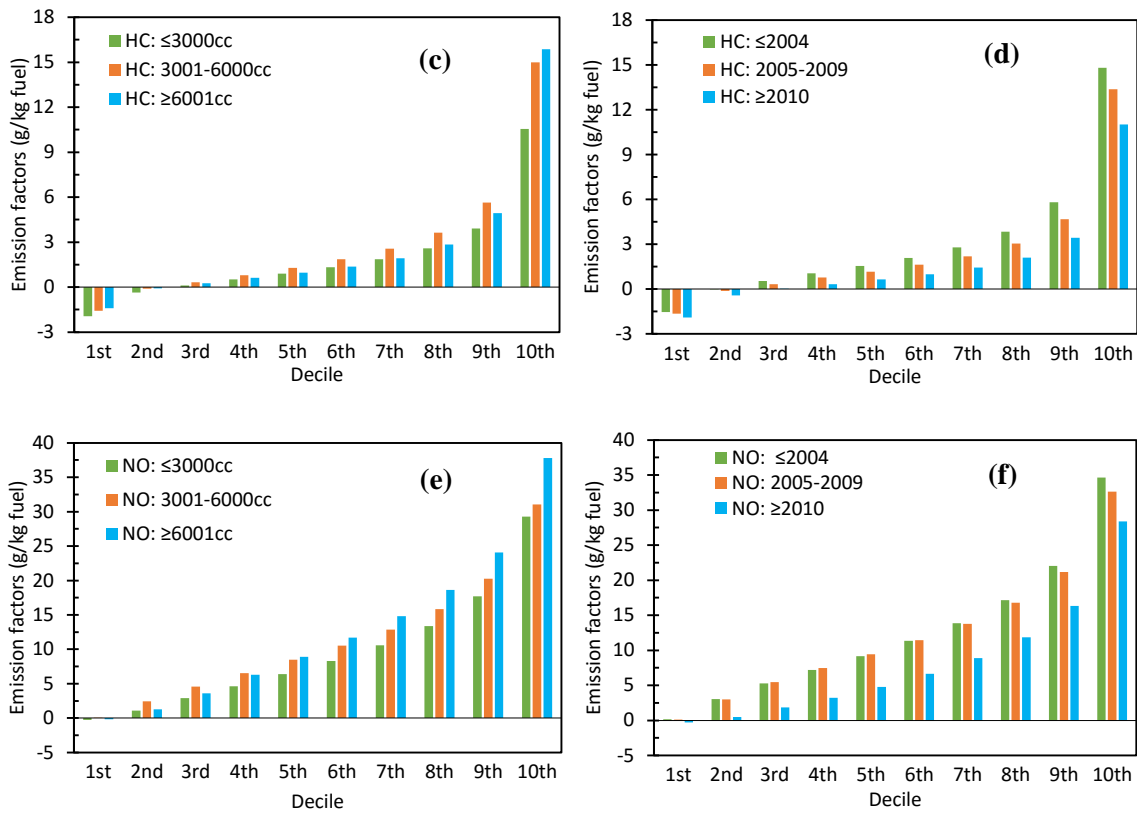 (c)
HC: ≤3000cc
HC: 3001-6000cc
HC: ≥6001cc
Emission factors (g/kg fuel)
18
15
12
9
6
3
0
-3
1st 2nd 3rd 4th 5th 6th 7th 8th 9th 10th
Decile
(d)
HC: ≤2004
HC: 2005-2009
HC: ≥2010
Emission factors (g/kg fuel)
18
15
12
9
6
3
0
-3
1st 2nd 3rd 4th 5th 6th 7th 8th 9th 10th
Decile
(e)
NO: ≤3000cc
NO: 3001-6000cc
NO: ≥6001cc
Emission factors (g/kg fuel)
40
35
30
25
20
15
10
5
0
-5
1st 2nd 3rd 4th 5th 6th 7th 8th 9th 10th
Decile
(f)
NO: ≤2004
NO: 2005-2009
NO: ≥2010
Emission factors (g/kg fuel)
40
35
30
25
20
15
10
5
0
-5
1st 2nd 3rd 4th 5th 6th 7th 8th 9th 10th
Decile